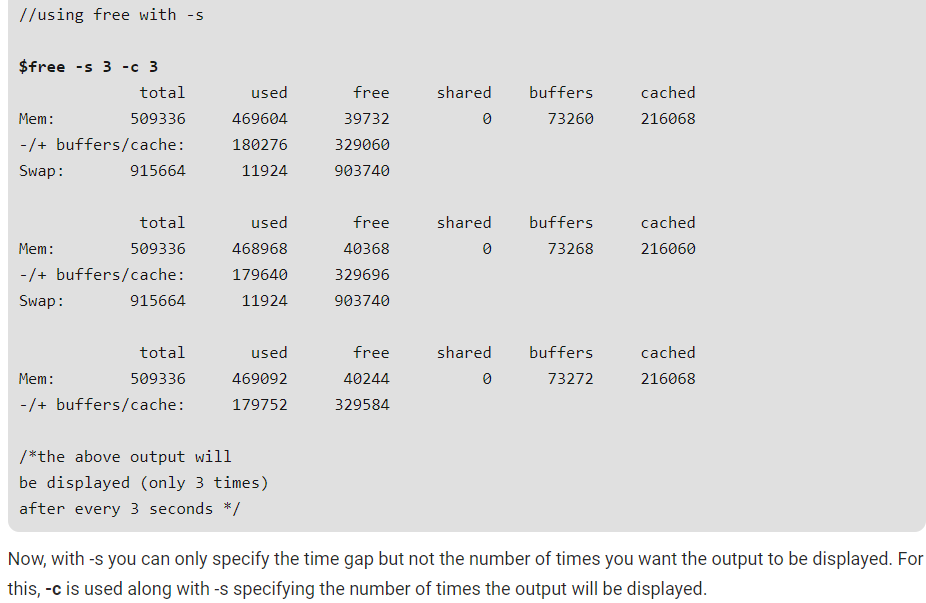 //using free with -s
$free -s 3 -c 3
total used free shared buffers cached
Mem: 509336 469604 39732 0 73260 216068
-/+ buffers/cache: 180276 329060
Swap: 915664 11924 903740
total used free shared buffers cached
Mem: 509336 468968 40368 0 73268 216060
-/+ buffers/cache: 179640 329696
Swap: 915664 11924 903740
total used free shared buffers cached
Mem: 509336 469092 40244 0 73272 216068
-/+ buffers/cache: 179752 329584
/*the above output will
be displayed (only 3 times)
after every 3 seconds */
Now, with -s you can only specify the time gap but not the number of times you want the output to be displayed. For
this, -c is used along with -s specifying the number of times the output will be displayed.